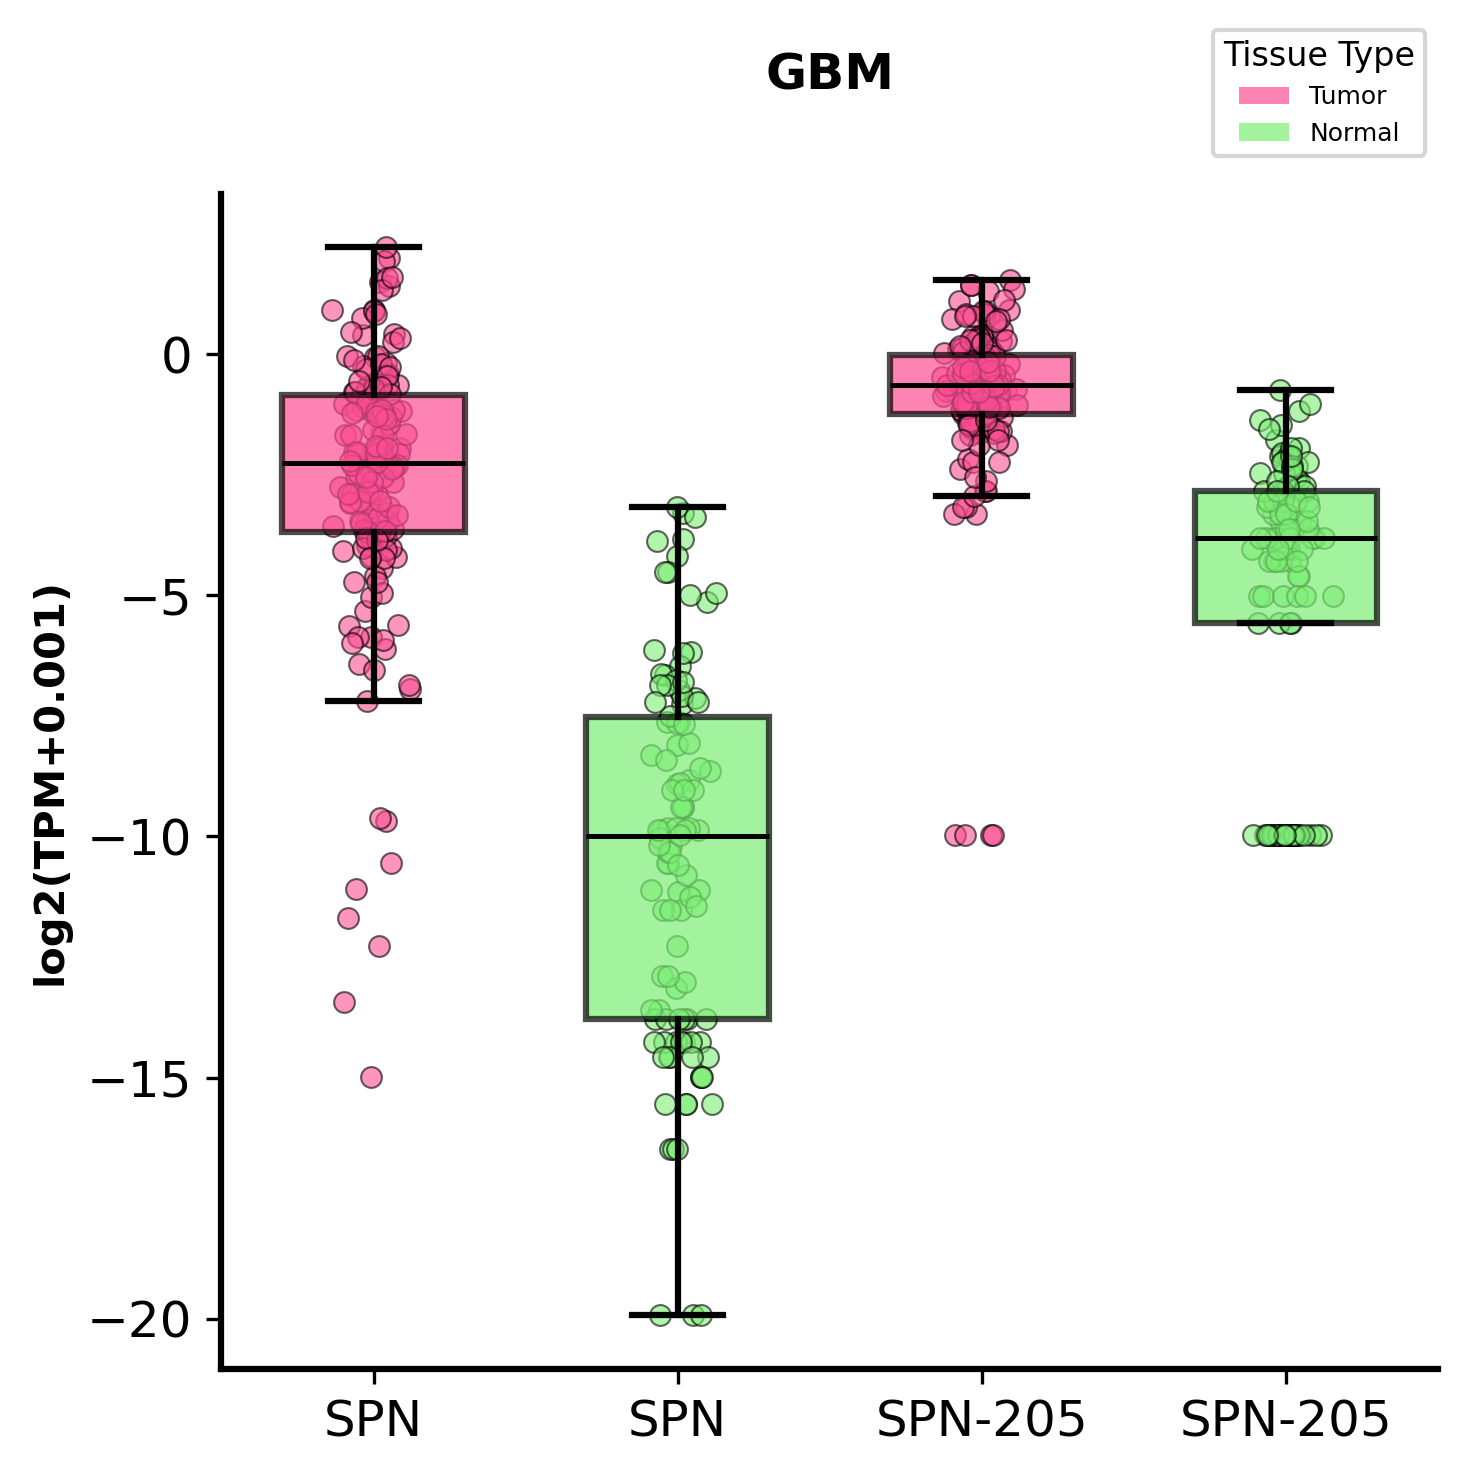 GBM
Tissue Type
Tumor
Normal
log2(TPM+0.001)
0
−5
−10
−15
−20
SPN
SPN
SPN-205
SPN-205